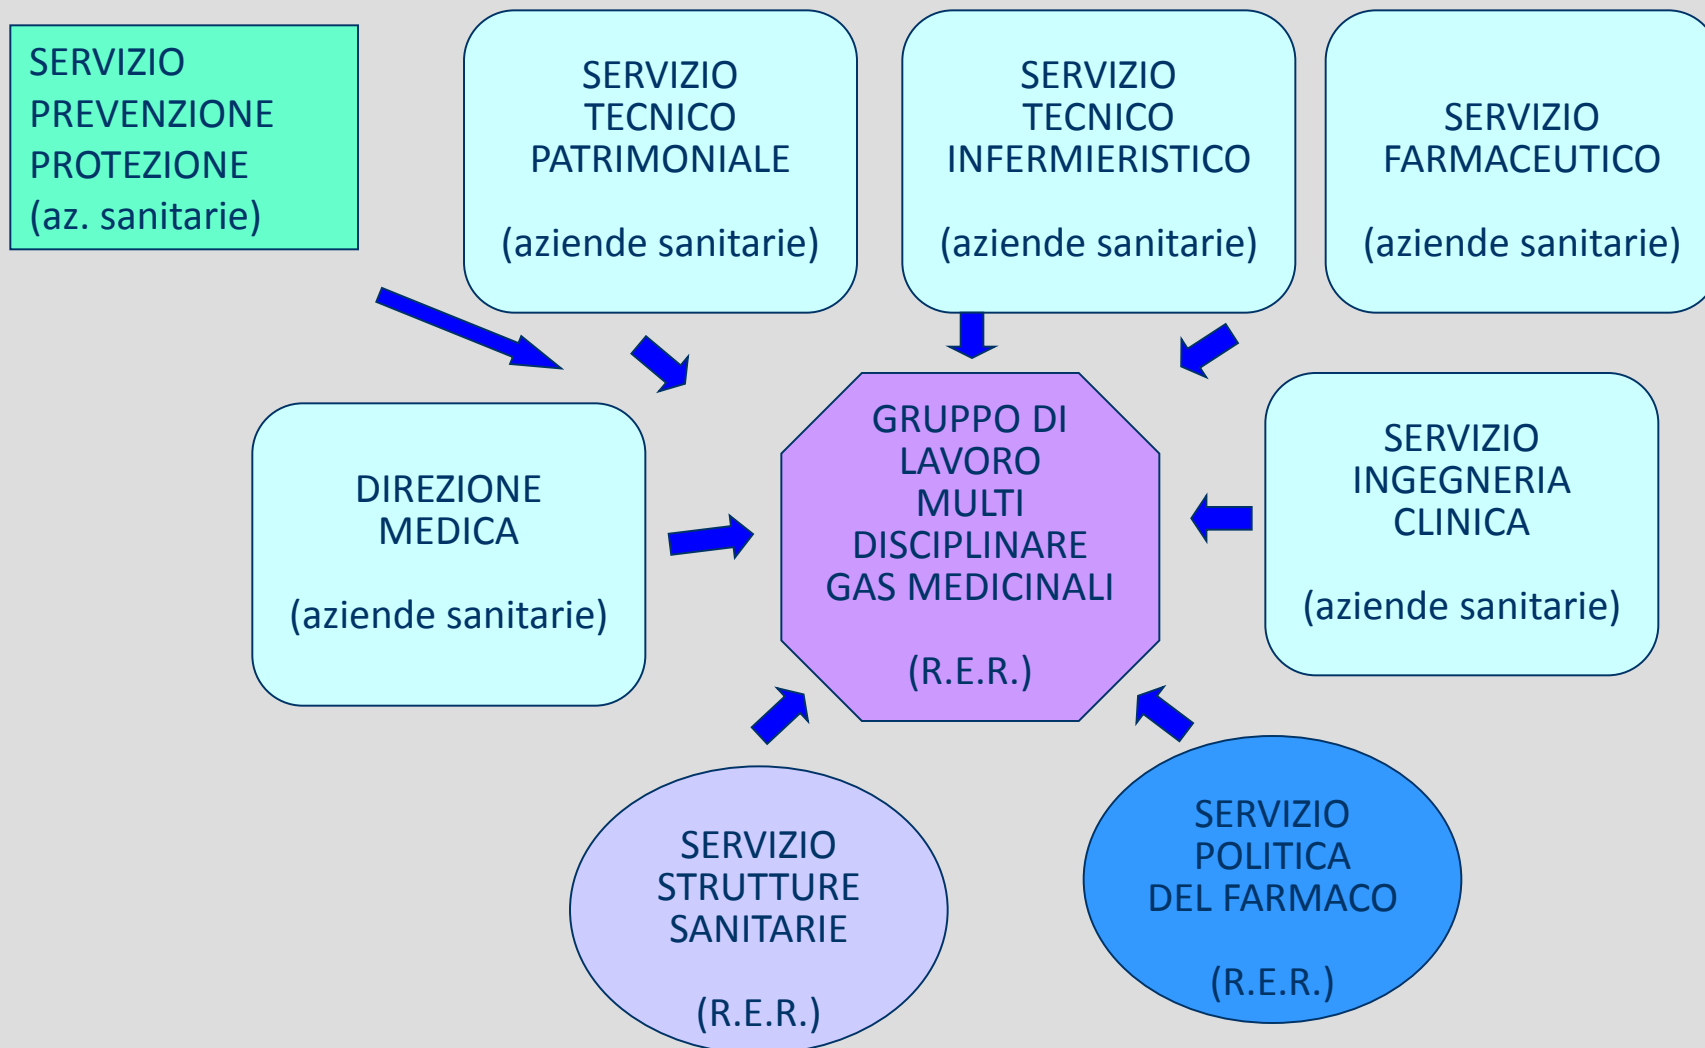 SERVIZIO
PREVENZIONE
PROTEZIONE
(az. sanitarie)
SERVIZIO
TECNICO
PATRIMONIALE
(aziende sanitarie)
SERVIZIO
TECNICO
INFERMIERISTICO
(aziende sanitarie)
SERVIZIO
FARMACEUTICO
(aziende sanitarie)
DIREZIONE
MEDICA
(aziende sanitarie)
GRUPPO DI
LAVORO
MULTI
DISCIPLINARE
GAS MEDICINALI
(R.E.R.)
SERVIZIO
INGEGNERIA
CLINICA
(aziende sanitarie)
SERVIZIO
STRUTTURE
SANITARIE
(R.E.R.)
SERVIZIO
POLITICA
DEL FARMACO
(R.E.R.)